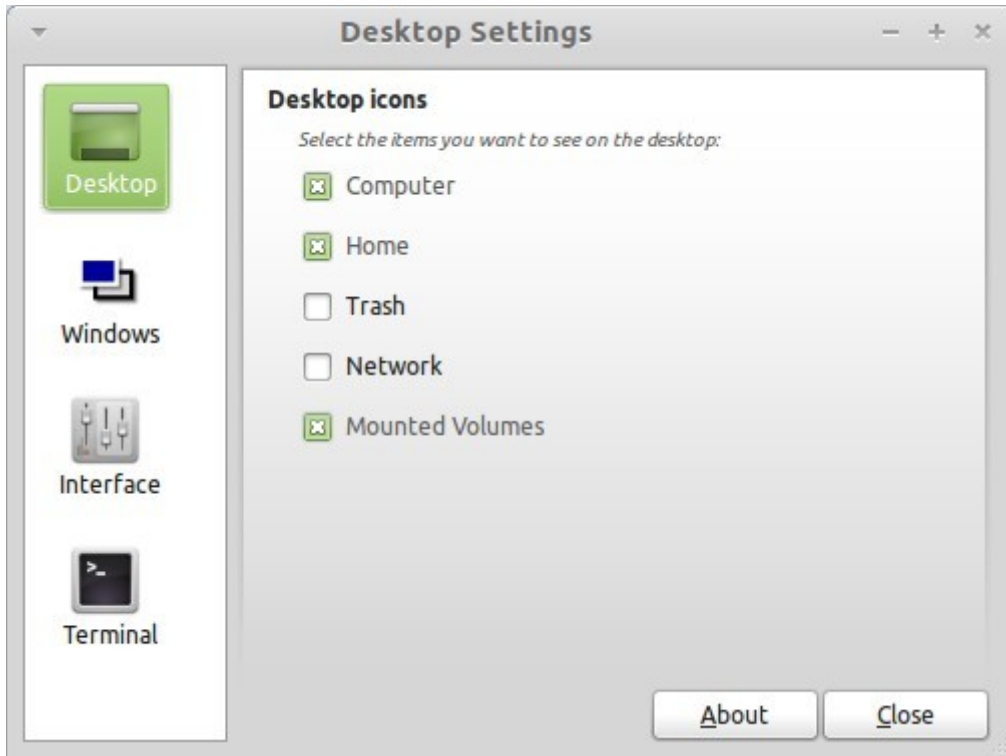 Desktop Settings
Desktop
Windows
Interface
>_
Terminal
Desktop icons
Select the items you want to see on the desktop:
Computer
Home
Trash
Network
Mounted Volumes
About
Close